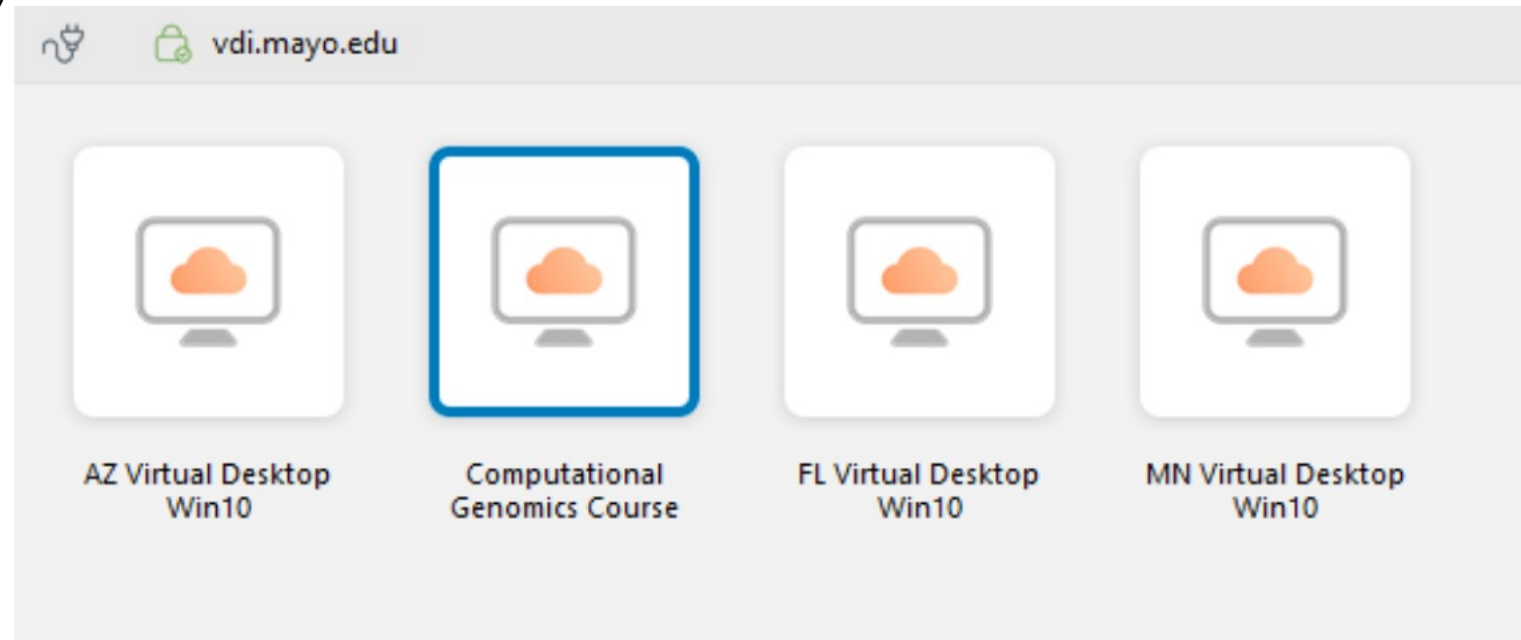 vdi.mayo.edu
AZ Virtual Desktop
Win10
Computational
Genomics Course
FL Virtual Desktop
Win10
MN Virtual Desktop
Win10